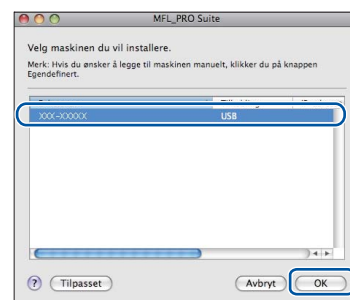 MFL_PRO Suite
Velg maskinen du vil installere.
Merk: Hvis du ønsker å legge til maskinen manuelt, klikker du på knappen
Egendefinert.
XXX-XXXXX USB
? Tilpasset Avbryt OK